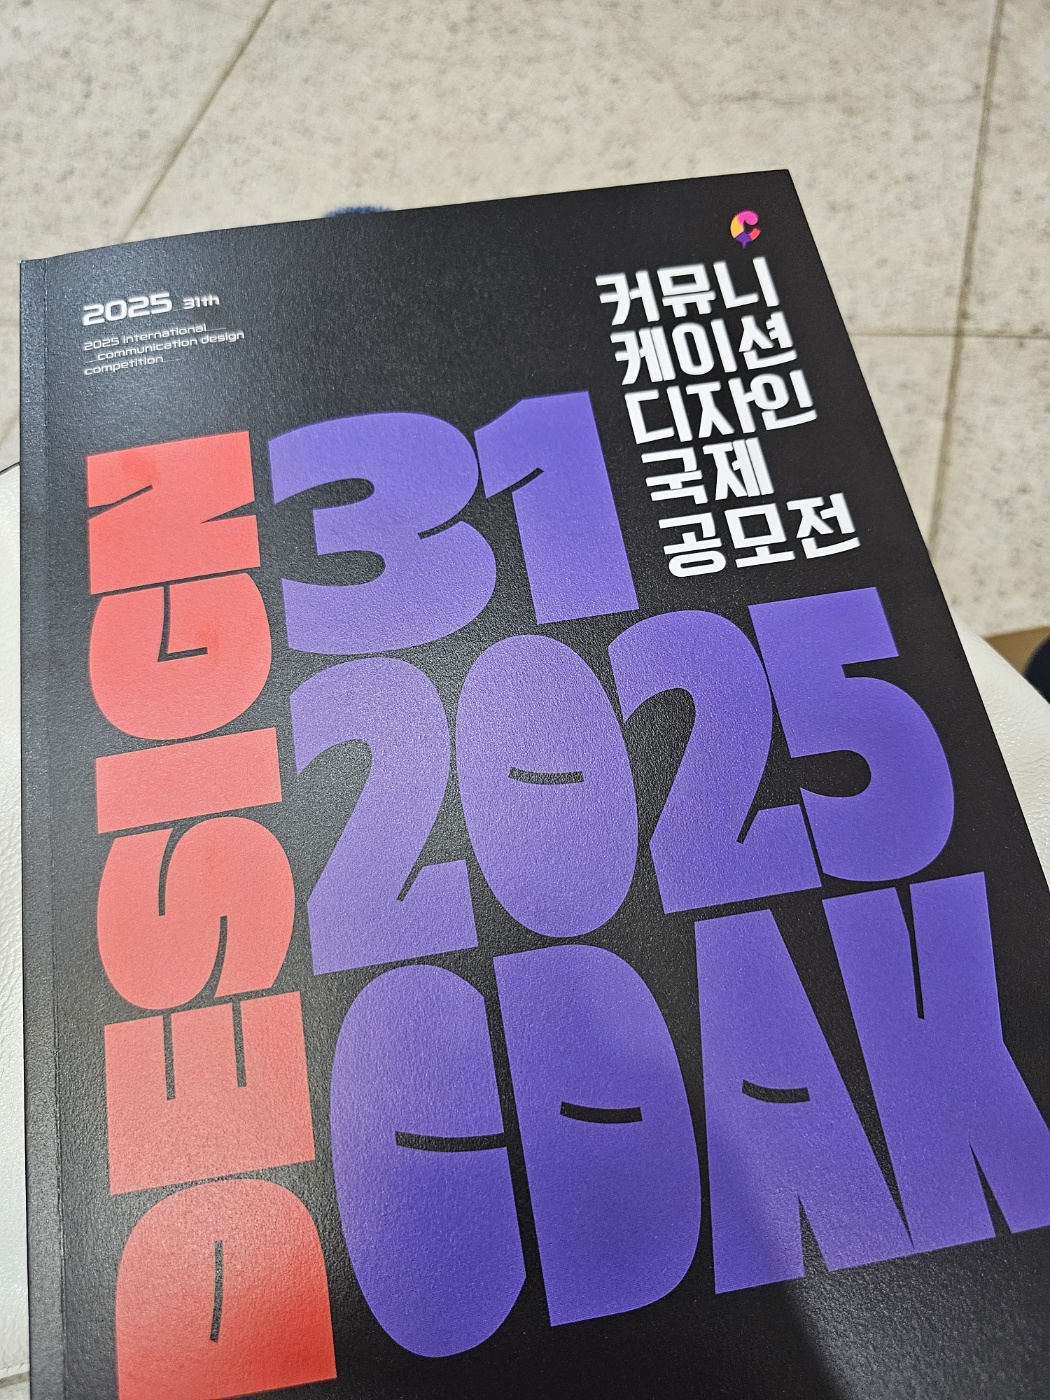 2025 31th
2025 international
communication design
competition
커뮤니
케이션
디자인
국제
공모전
DESIGN
31
2025
CDAK